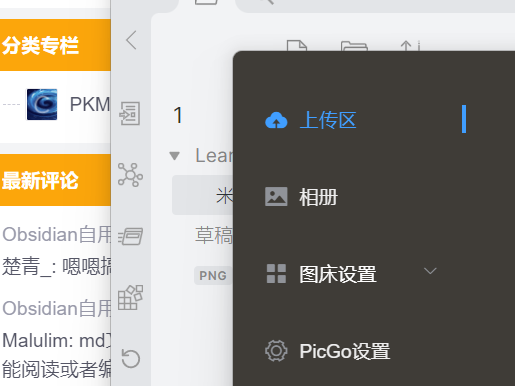 分类专栏
PKM
最新评论
Obsidian自用
楚青_: 嗯嗯搞
Obsidian自用
Malulim: md文
能阅读或者编
1
Lear
米
草稿
PNG
上传区
相册
图床设置
PicGo设置